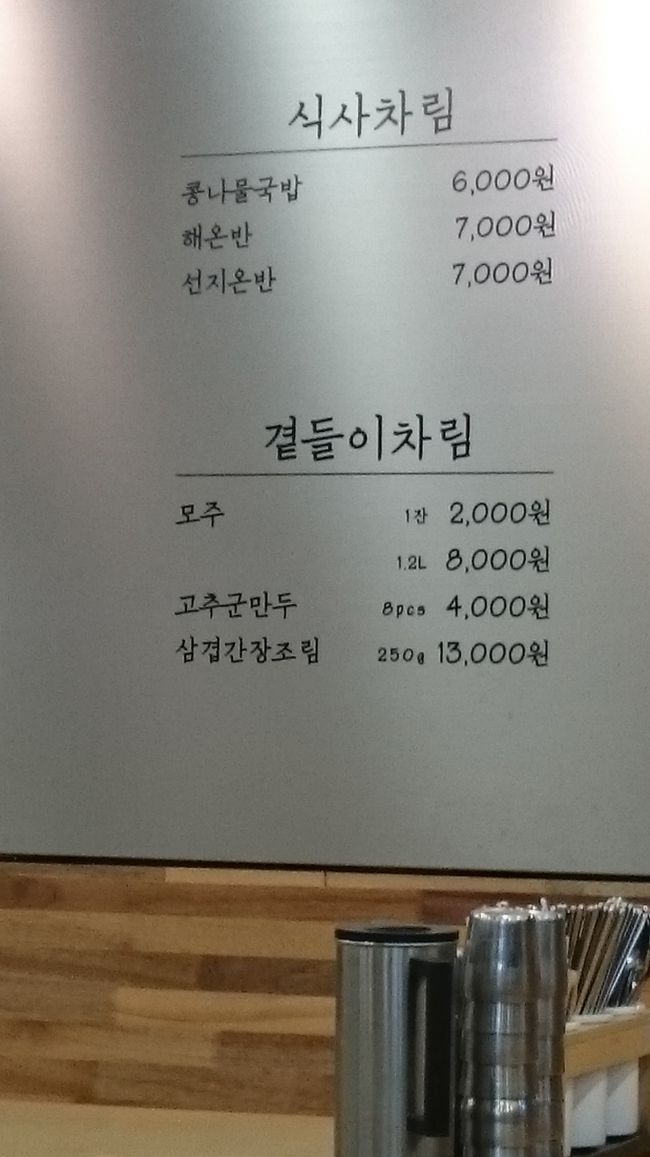 식사차림
콩나물국밥 6,000원
해온반 7,000원
선지온반 7,000원
곁들이차림
모주 1잔 2,000원
1.2L 8,000원
고추군만두 8pcs 4,000원
삼겹간장조림 250g 13,000원